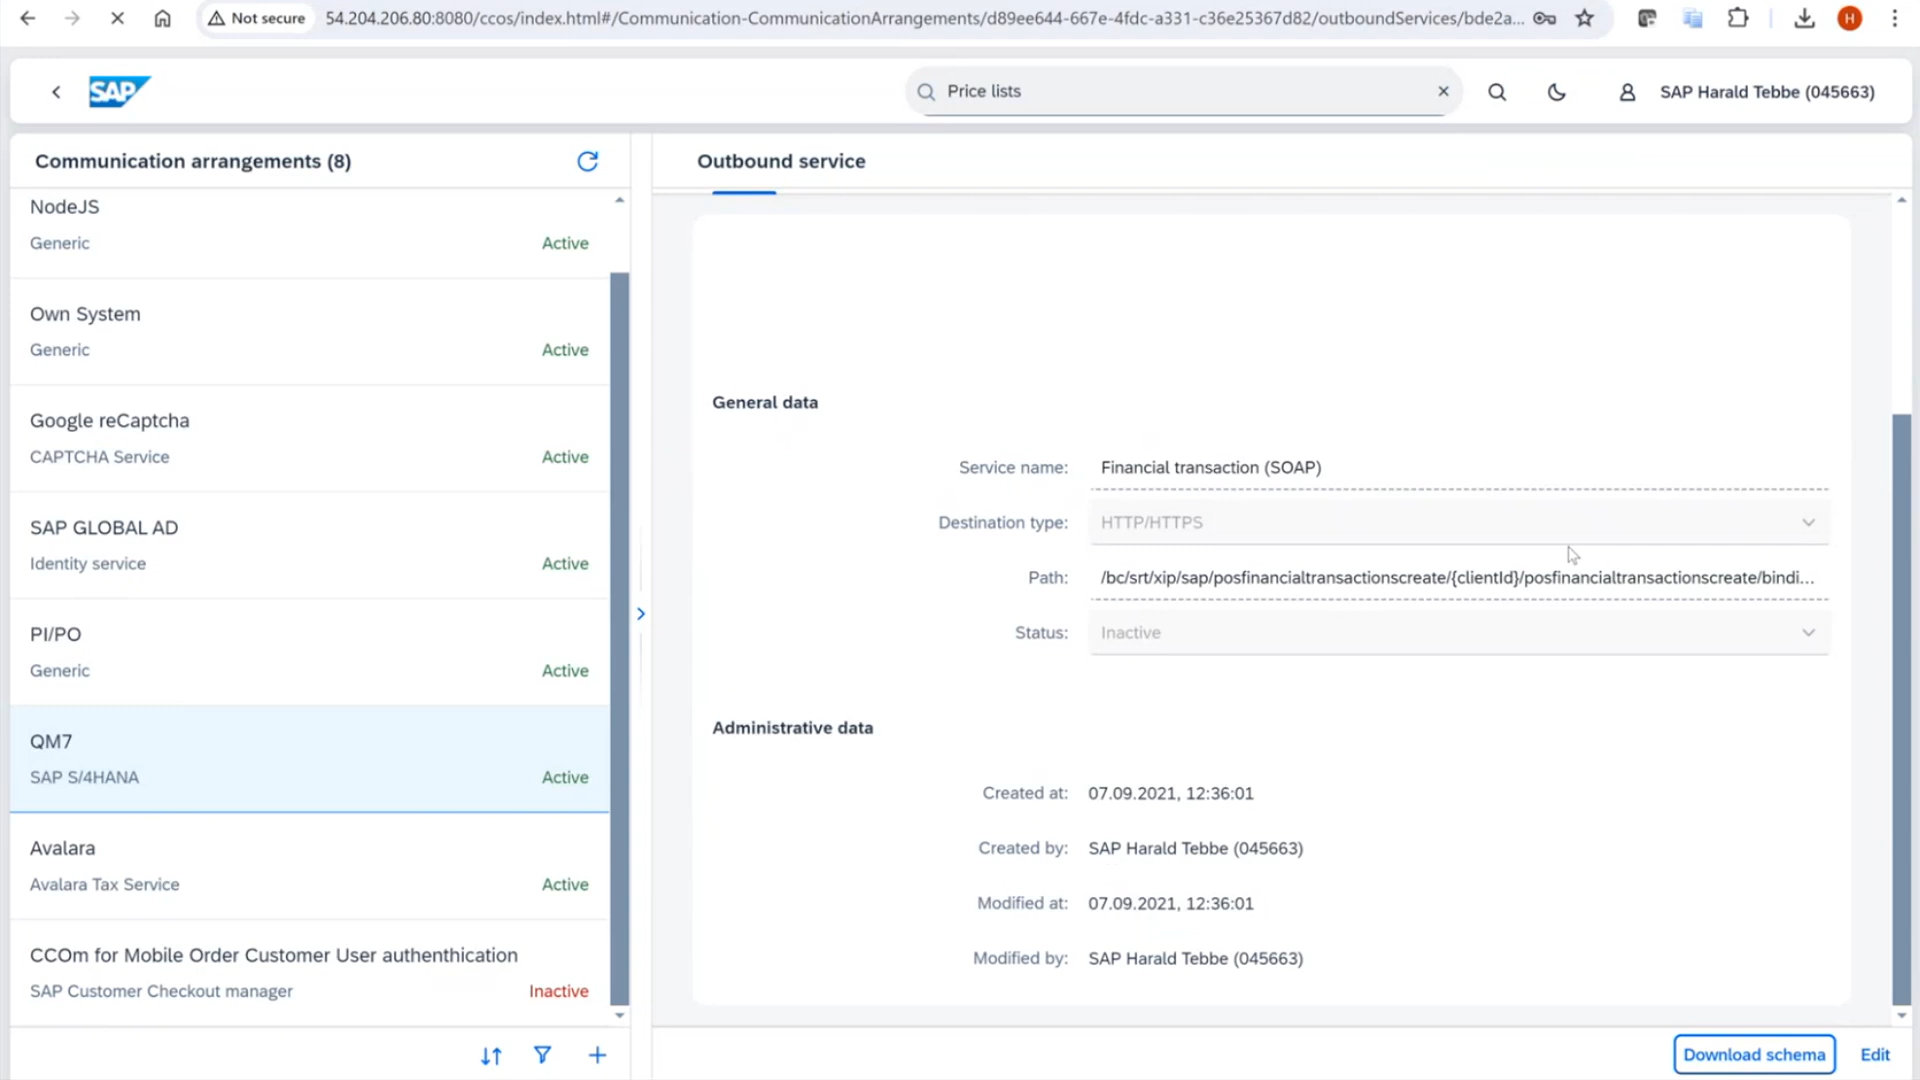 Not secure
54.204.206.80:8080/ccos/index.html#/Communication-CommunicationArrangements/d89ee644-667e-4fdc-a331-c36e25367d82/outboundServices/bde2a...
H
SAP
Price lists
SAP Harald Tebbe (045663)
Communication arrangements (8)
NodeJS
Generic
Active
Own System
Generic
Active
Google reCaptcha
CAPTCHA Service
Active
SAP GLOBAL AD
Identity service
Active
PI/PO
Generic
Active
QM7
SAP S/4HANA
Active
Avalara
Avalara Tax Service
Active
CCOm for Mobile Order Customer User authenthication
SAP Customer Checkout manager
Inactive
Outbound service
General data
Service name: Financial transaction (SOAP)
Destination type: HTTP/HTTPS
Path: /bc/srt/xip/sap/posfinancialtransactionscreate/{clientId}/posfinancialtransactionscreate/bindi...
Status: Inactive
Administrative data
Created at: 07.09.2021, 12:36:01
Created by: SAP Harald Tebbe (045663)
Modified at: 07.09.2021, 12:36:01
Modified by: SAP Harald Tebbe (045663)
Download schema
Edit